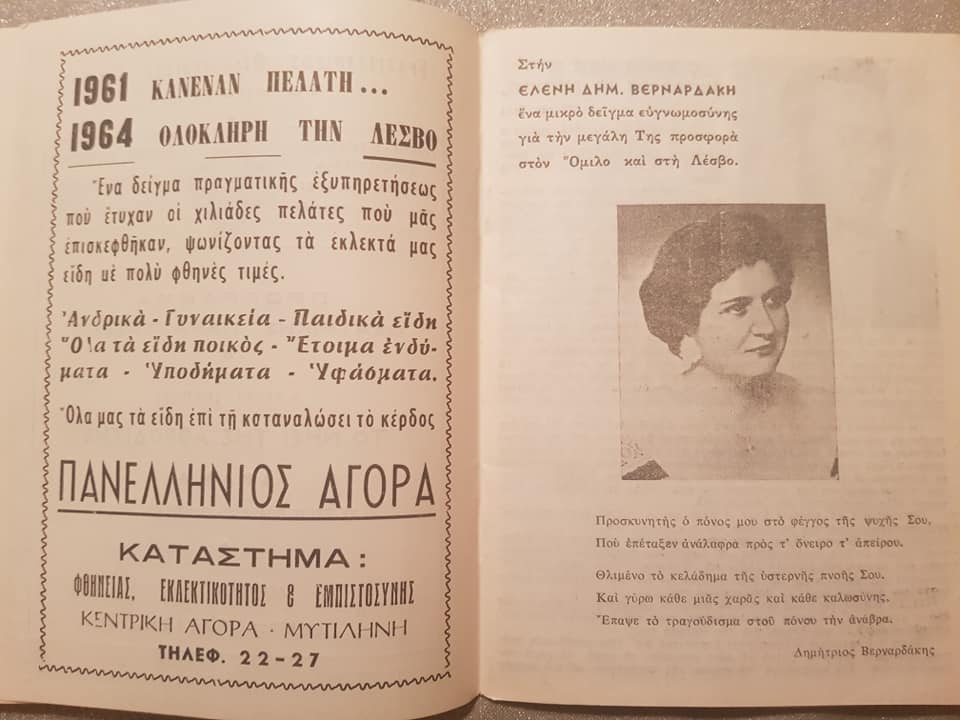 1961 ΚΑΝΕΝΑΝ ΠΕΛΑΤΗ...
1964 ΟΛΟΚΛΗΡΗ ΤΗΝ ΛΕΣΒΟ
Ἕνα δεῖγμα πραγματικῆς ἐξυπηρετήσεως
ποὺ ἔτυχαν οἱ χιλιάδες πελάτες ποὺ μᾶς
ἐπισκεφθῆκαν, ψωνίζοντας τὰ ἐκλεκτά μας
εἴδη μὲ πολὺ φθηνὲς τιμές.
Ἀνδρικὰ - Γυναικεία - Παιδικὰ εἴδη
Ὅλα τὰ εἴδη ποικὸς - Ἕτοιμα ἐνδύ-
ματα - Ὑποδήματα - Ὑφάσματα.
Ὅλα μας τὰ εἴδη ἐπὶ τῇ καταναλώσει τὸ κέρδος
ΠΑΝΕΛΛΗΝΙΟΣ ΑΓΟΡΑ
ΚΑΤΑΣΤΗΜΑ:
ΦΘΗΝΕΙΑΣ, ΕΚΛΕΚΤΙΚΟΤΗΤΟΣ & ΕΜΠΙΣΤΟΣΥΝΗΣ
ΚΕΝΤΡΙΚΗ ΑΓΟΡΑ · ΜΥΤΙΛΗΝΗ
ΤΗΛΕΦ. 22-27
Στήν
ΕΛΕΝΗ ΔΗΜ. ΒΕΡΝΑΡΔΑΚΗ
ἕνα μικρὸ δεῖγμα εὐγνωμοσύνης
γιὰ τὴν μεγάλη Της προσφορὰ
στὸν Ὅμιλο καὶ στὴ Λέσβο.
Προσκυνητὴς ὁ πόνος μου στὸ φέγγος τῆς ψυχῆς Σου,
Ποὺ ἐπέταξεν ἀνάλαφρα πρὸς τ' ὄνειρο τ' ἀπείρου.
Θλιμένο τὸ κελάδημα τῆς ὑστερνῆς πνοῆς Σου.
Καὶ γύρω κάθε μιᾶς χαρᾶς καὶ κάθε καλωσύνης,
Ἔπαψε τὸ τραγούδισμα στοῦ πόνου τὴν ἀνάβρα.
Δημήτριος Βερναρδάκης